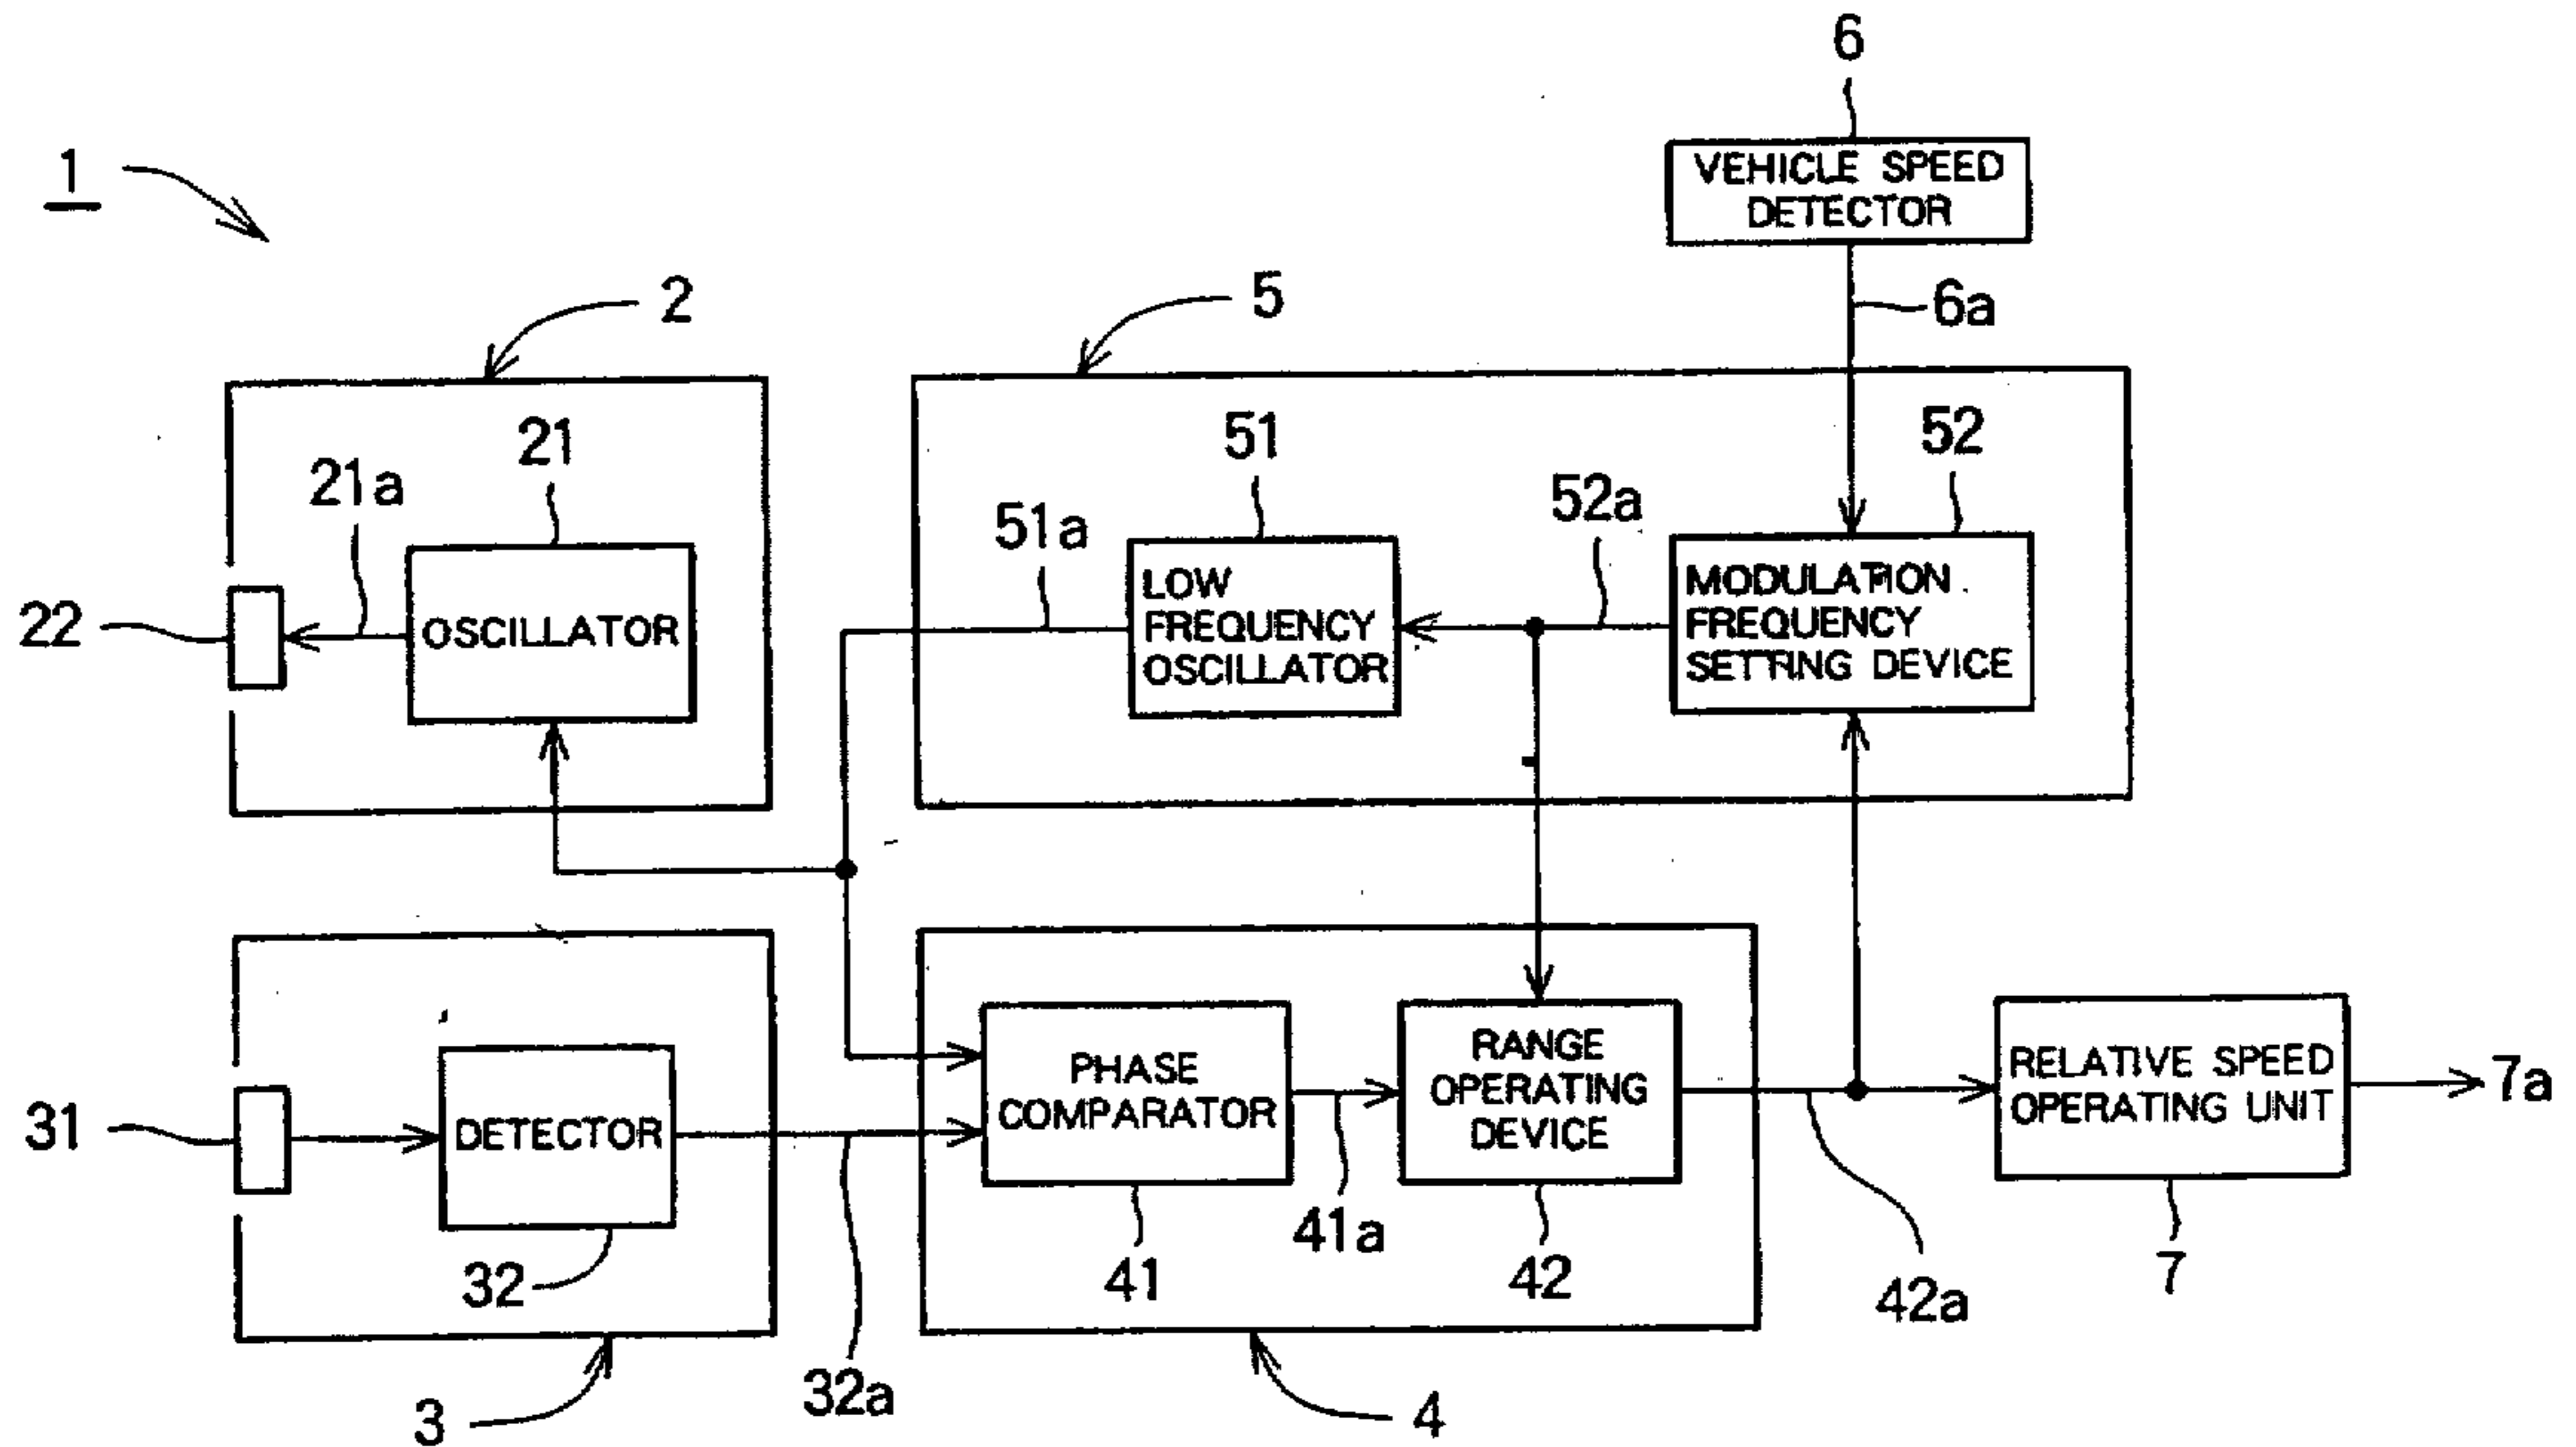 6
VEHICLE SPEED
DETECTOR
1
6a
2
5
21
51
52
21a
52a
51a
22
OSCILLATOR
LOW
FREQUENCY
OSCILLATOR
MODULATION
FREQUENCY
SETTING DEVICE
31
DETECTOR
PHASE
COMPARATOR
RANGE
OPERATING
DEVICE
RELATIVE SPEED
OPERATING UNIT
7a
32
41
41a
42
42a
7
32a
3
4